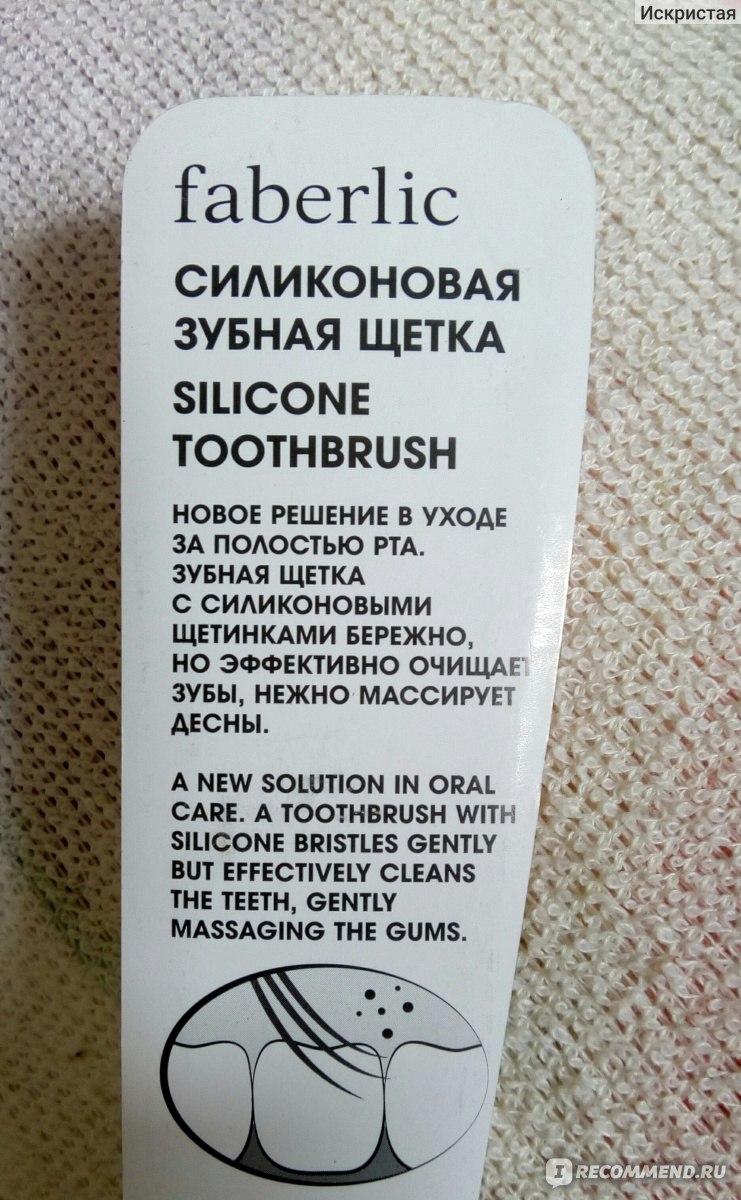 Искристая
faberlic
СИЛИКОНОВАЯ
ЗУБНАЯ ЩЕТКА
SILICONE
TOOTHBRUSH
НОВОЕ РЕШЕНИЕ В УХОДЕ
ЗА ПОЛОСТЬЮ РТА.
ЗУБНАЯ ЩЕТКА
С СИЛИКОНОВЫМИ
ЩЕТИНКАМИ БЕРЕЖНО,
НО ЭФФЕКТИВНО ОЧИЩАЕТ
ЗУБЫ, НЕЖНО МАССИРУЕТ
ДЕСНЫ.
A NEW SOLUTION IN ORAL
CARE. A TOOTHBRUSH WITH
SILICONE BRISTLES GENTLY
BUT EFFECTIVELY CLEANS
THE TEETH, GENTLY
MASSAGING THE GUMS.
I RECOMMEND.RU